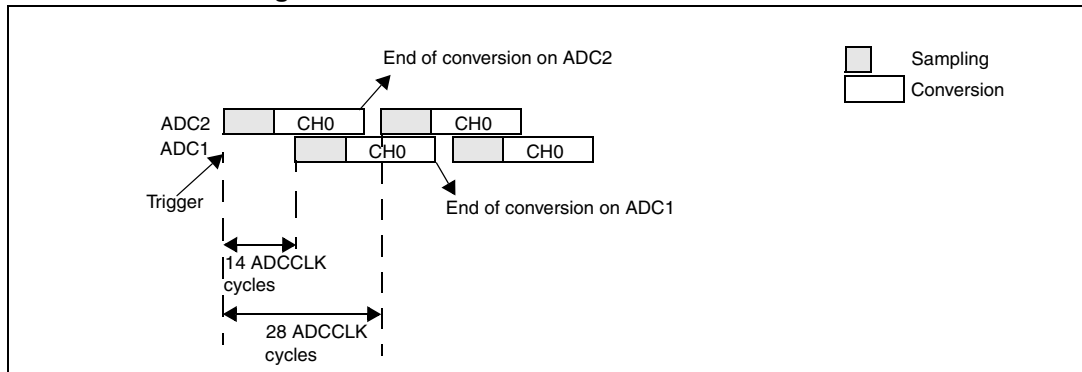 End of conversion on ADC2
Sampling
Conversion
ADC2
CH0
CH0
ADC1
CH0
CH0
Trigger
End of conversion on ADC1
14 ADCCLK
cycles
28 ADCCLK
cycles